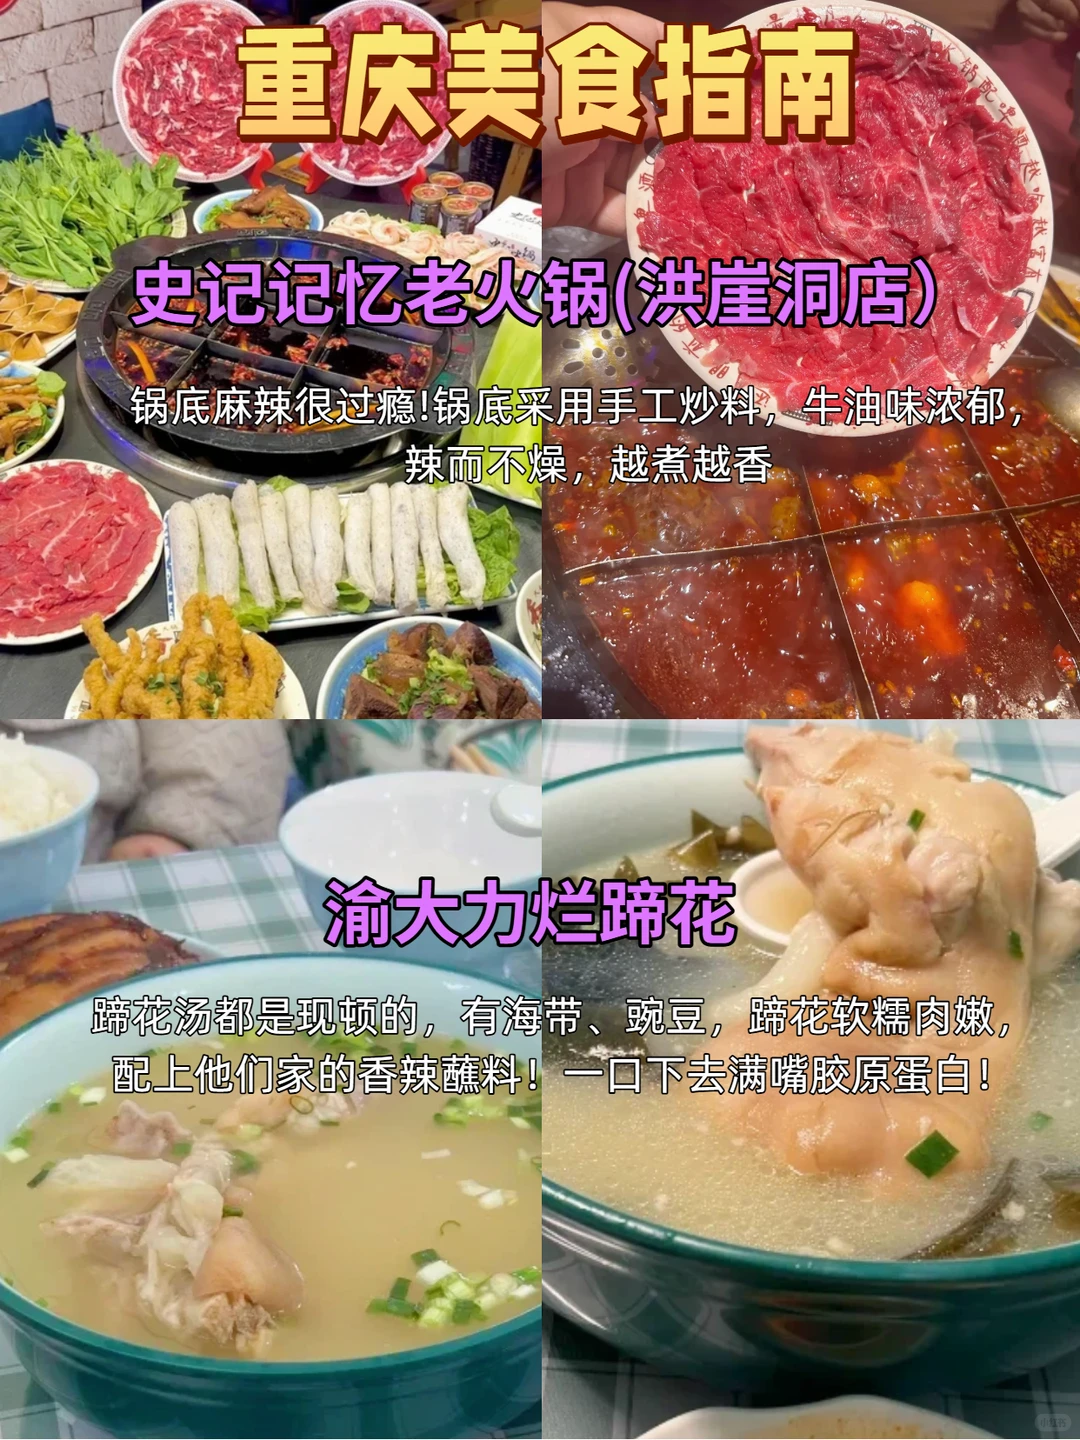 重庆美食指南
史记记忆老火锅(洪崖洞店）
锅底麻辣很过瘾!锅底采用手工炒料，牛油味浓郁，
辣而不燥，越煮越香
渝大力烂蹄花
蹄花汤都是现顿的，有海带、豌豆，蹄花软糯肉嫩，
配上他们家的香辣蘸料！一口下去满嘴胶原蛋白！
小红书